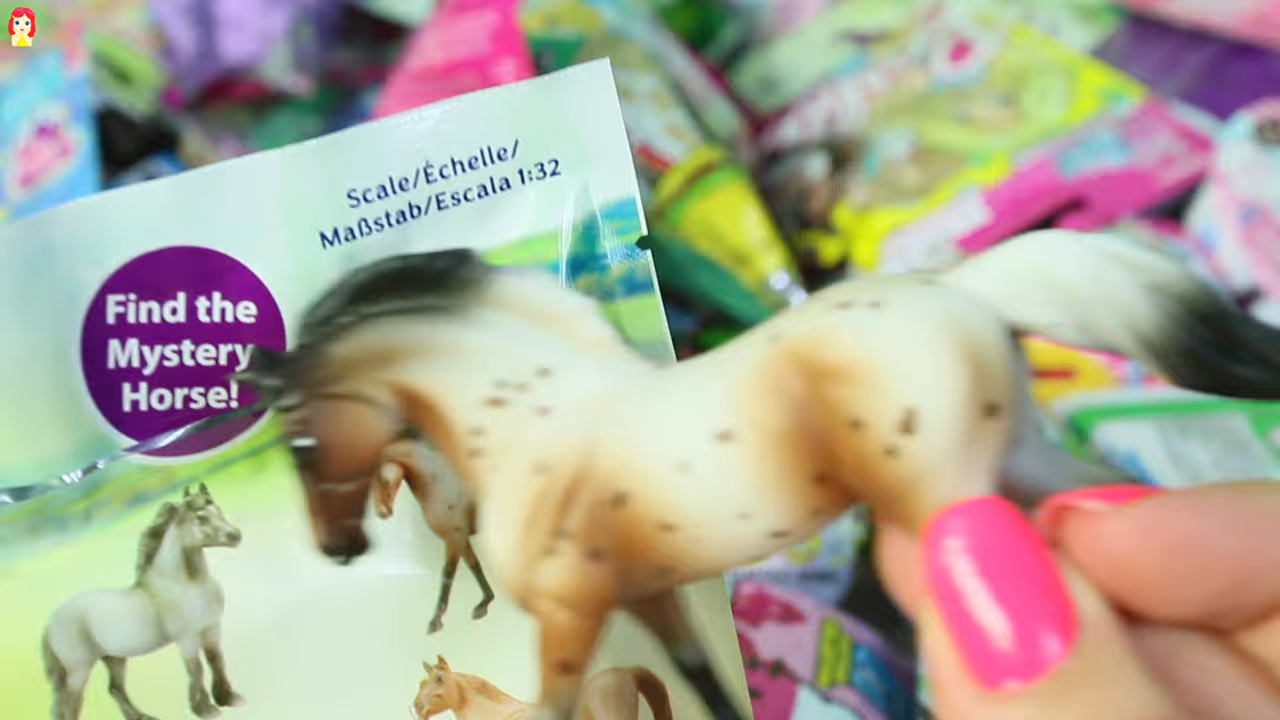 Scale/Échelle/
Maßstab/Escala 1:32
Find the
Mystery
Horse!